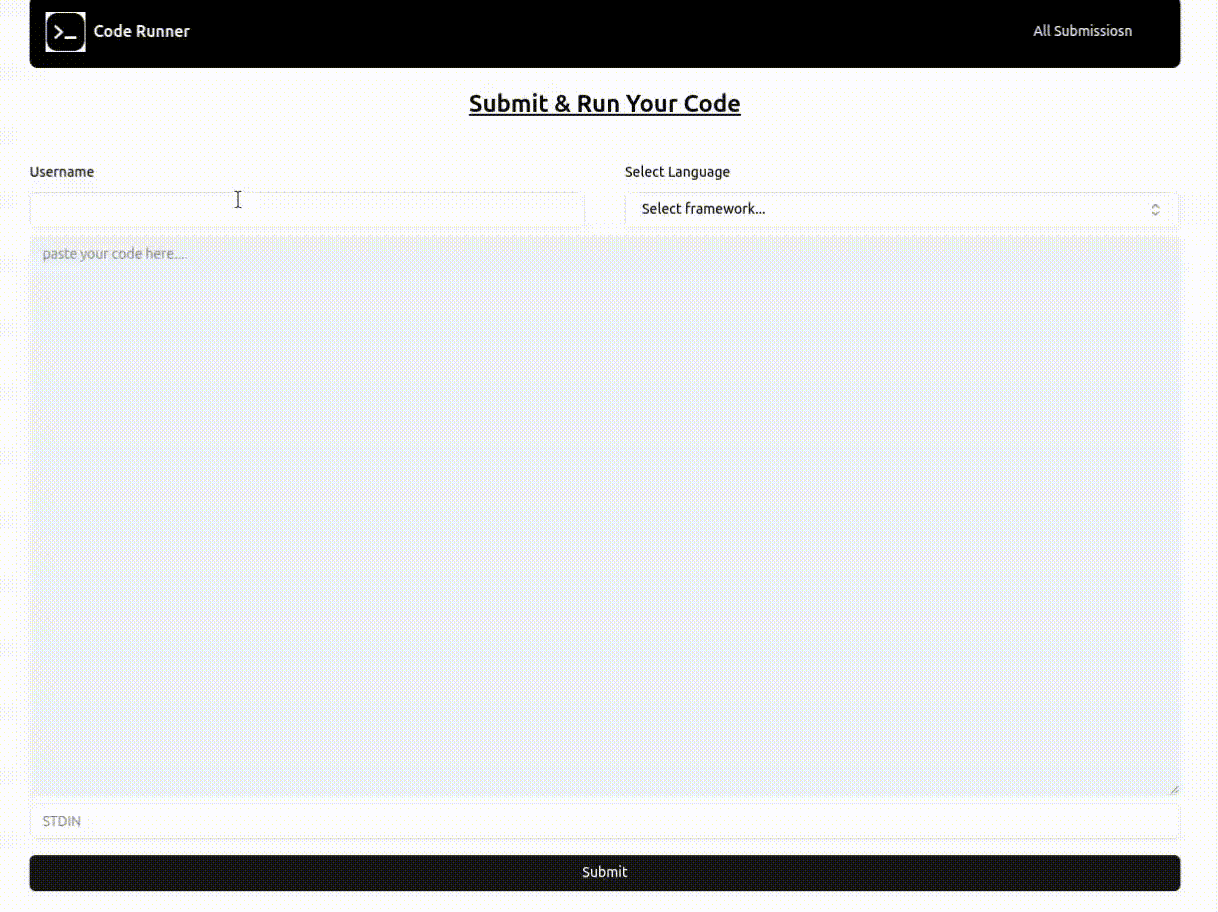 >_ Code Runner All Submissiosn
Submit & Run Your Code
Username Select Language
Select framework...
paste your code here....
STDIN
Submit